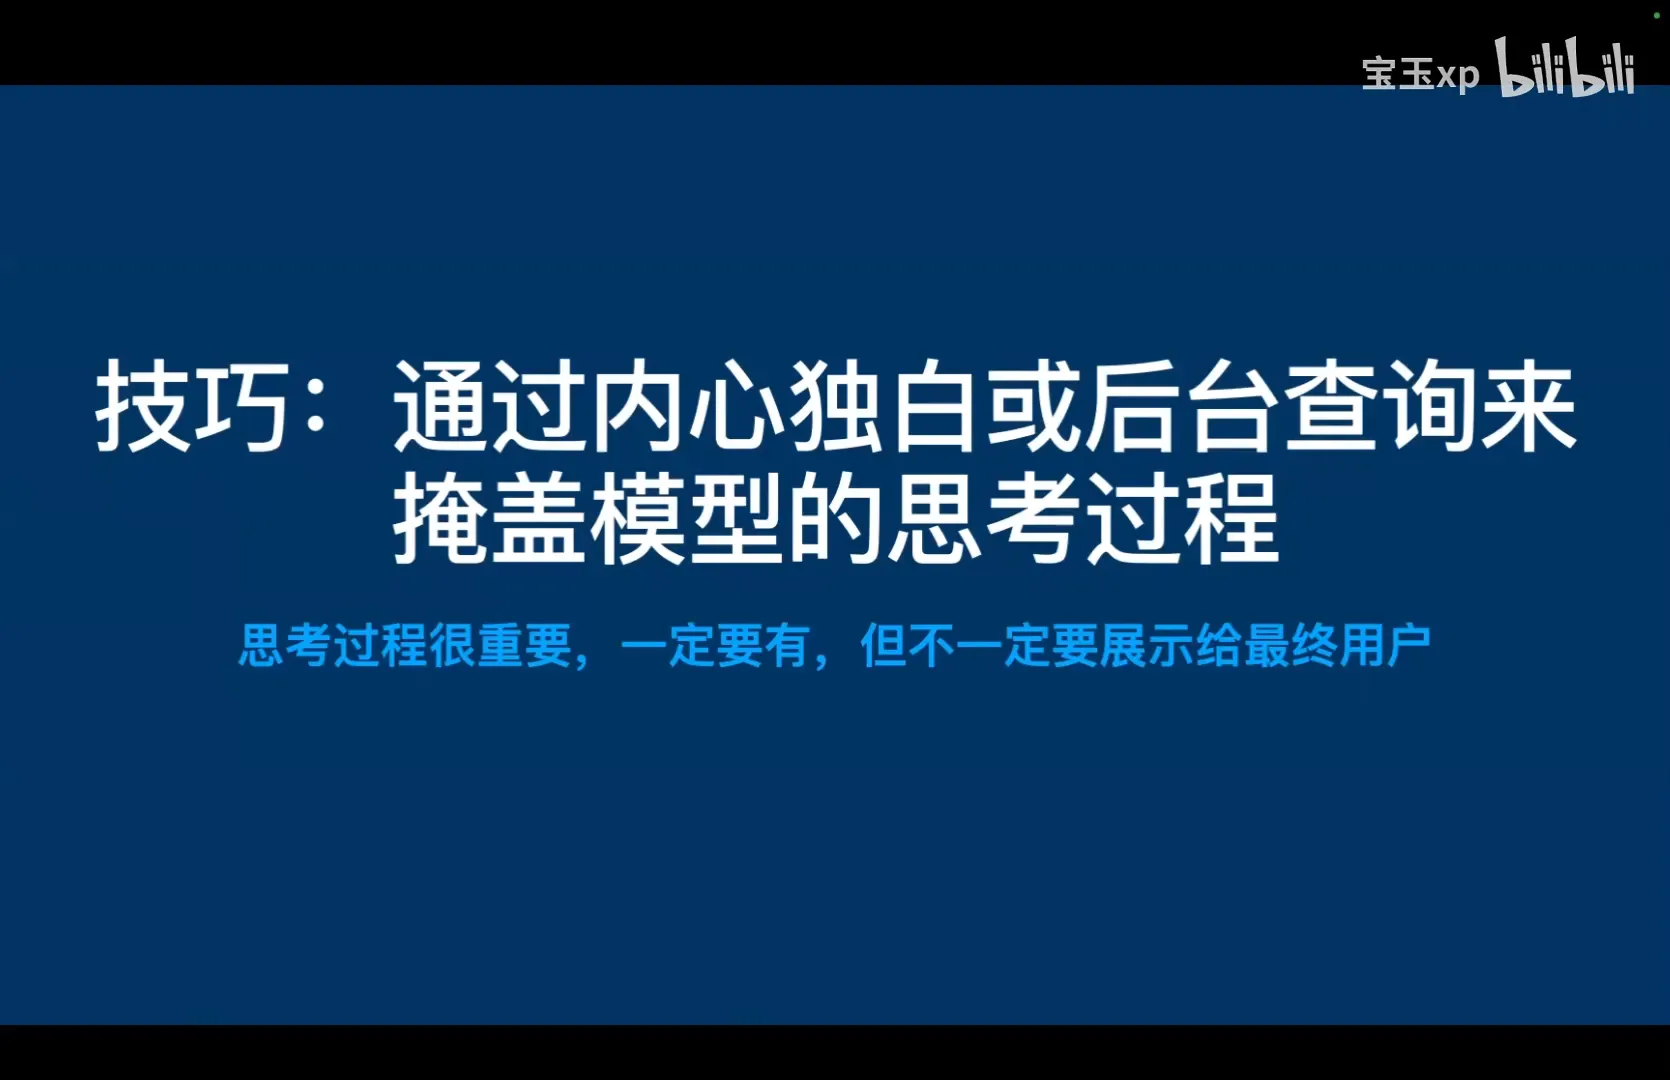 宝玉xp bilibili
技巧：通过内心独白或后台查询来
掩盖模型的思考过程
思考过程很重要，一定要有，但不一定要展示给最终用户